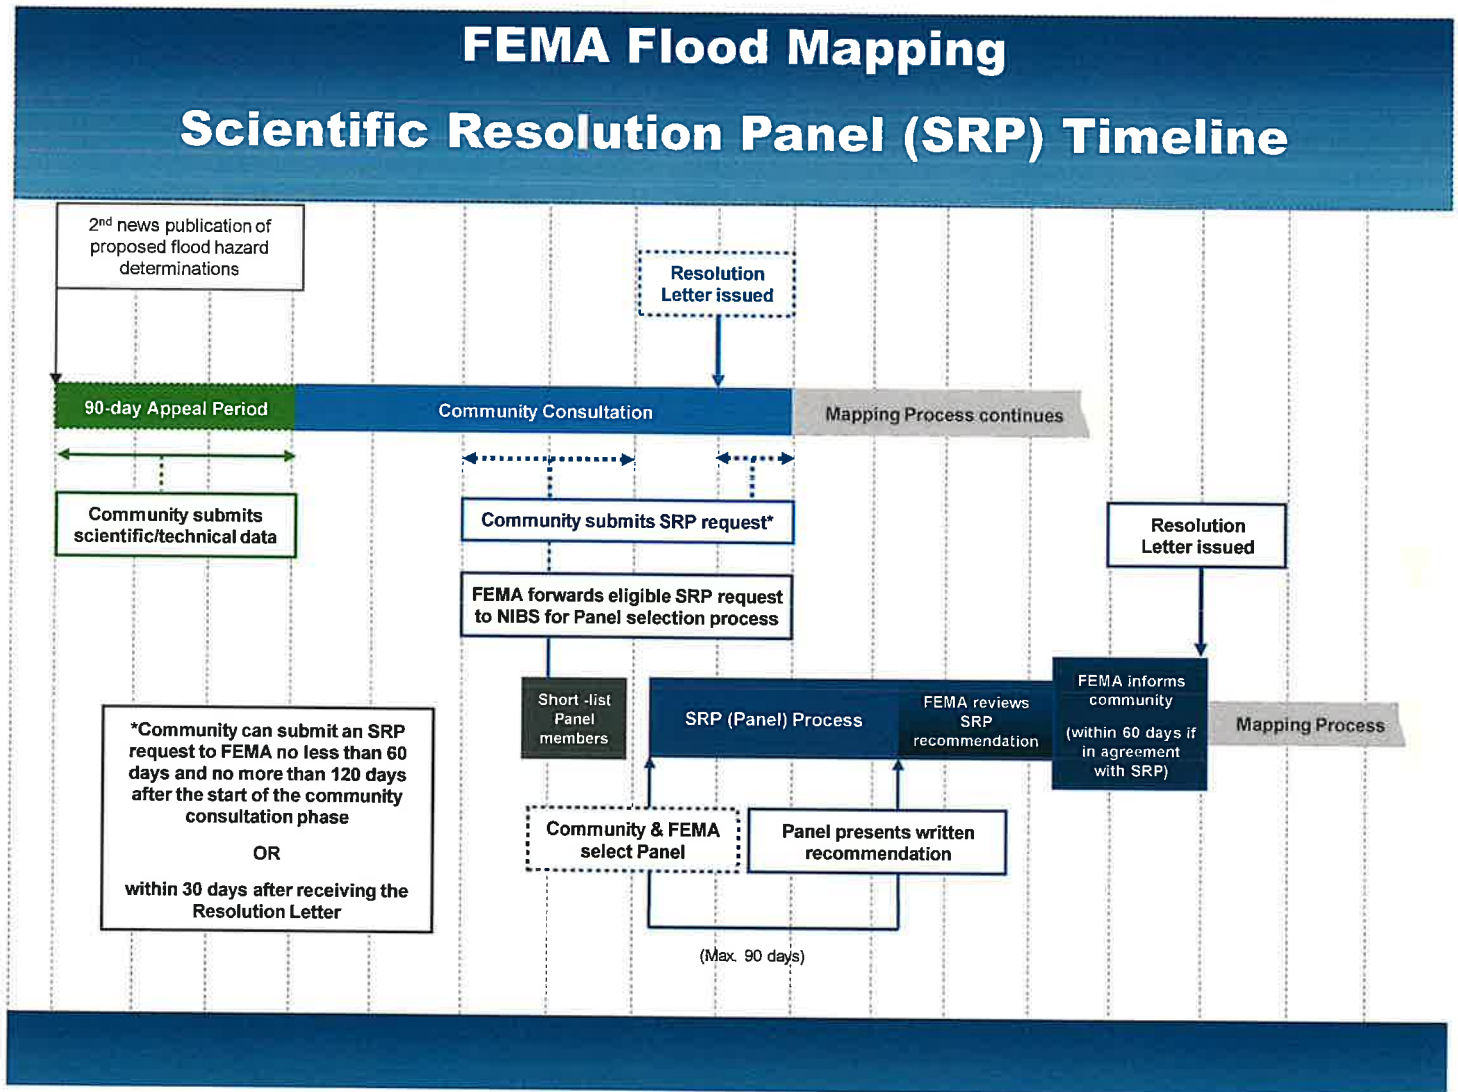 FEMA Flood Mapping
Scientific Resolution Panel (SRP) Timeline
2nd news publication of
proposed flood hazard
determinations
Resolution
Letter issued
90-day Appeal Period
Community Consultation
Mapping Process continues
Community submits
scientific/technical data
Community submits SRP request*
Resolution
Letter issued
FEMA forwards eligible SRP request
to NIBS for Panel selection process
Short -list
Panel
members
SRP (Panel) Process
FEMA reviews
SRP
recommendation
FEMA informs
community
(within 60 days if
in agreement
with SRP)
Mapping Process
*Community can submit an SRP
request to FEMA no less than 60
days and no more than 120 days
after the start of the community
consultation phase
OR
within 30 days after receiving the
Resolution Letter
Community & FEMA
select Panel
Panel presents written
recommendation
(Max. 90 days)